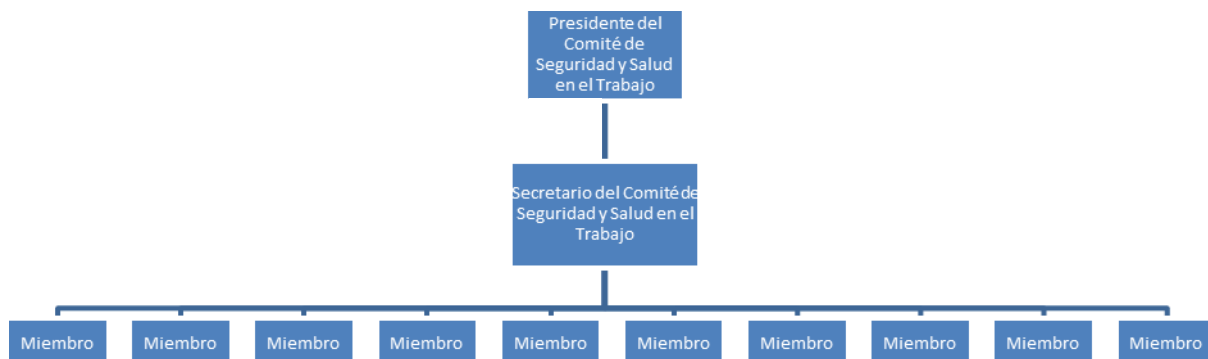 Presidente del
Comité de
Seguridad y Salud
en el Trabajo
Secretario del Comité de
Seguridad y Salud en el
Trabajo
Miembro
Miembro
Miembro
Miembro
Miembro
Miembro
Miembro
Miembro
Miembro
Miembro